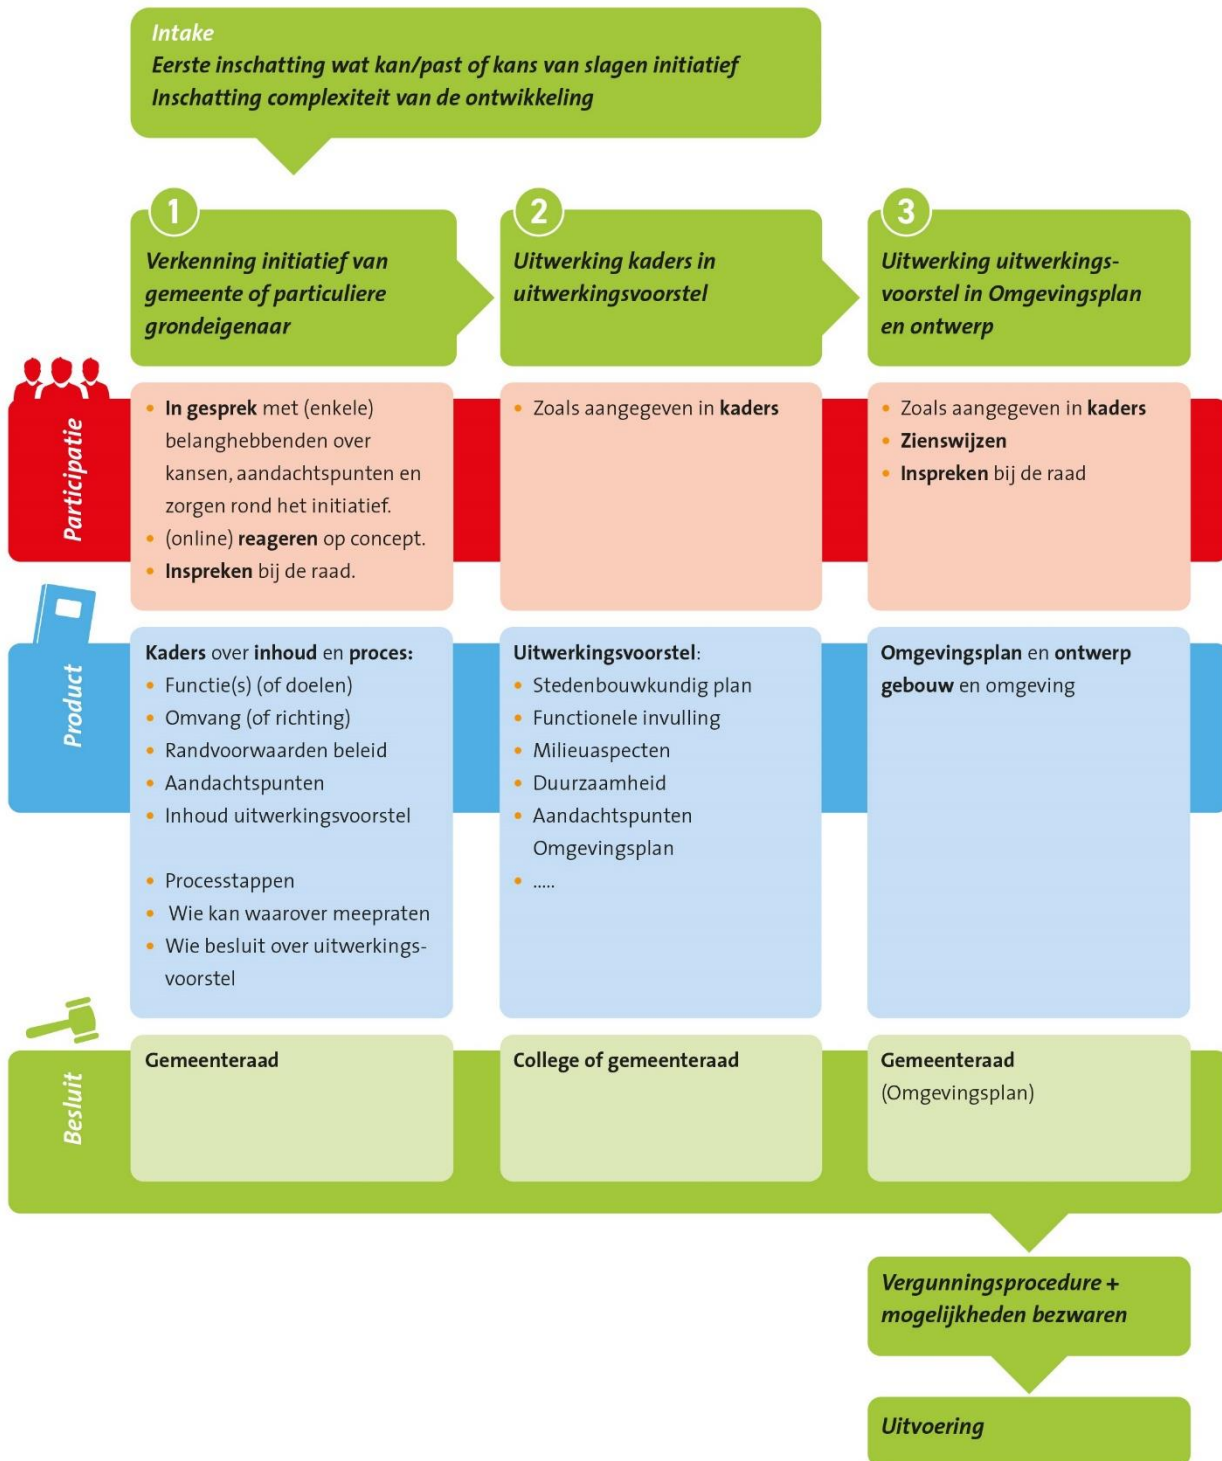 Intake
Eerste inschatting wat kan/past of kans van slagen initiatief
Inschatting complexiteit van de ontwikkeling
1
Verkenning initiatief van
gemeente of particuliere
grondeigenaar
2
Uitwerking kaders in
uitwerkingsvoorstel
3
Uitwerking uitwerkings-
voorstel in Omgevingsplan
en ontwerp
Participatie
• In gesprek met (enkele)
belanghebbenden over
kansen, aandachtspunten en
zorgen rond het initiatief.
• (online) reageren op concept.
• Inspreken bij de raad.
• Zoals aangegeven in kaders
• Zoals aangegeven in kaders
• Zienswijzen
• Inspreken bij de raad
Product
Kaders over inhoud en proces:
• Functie(s) (of doelen)
• Omvang (of richting)
• Randvoorwaarden beleid
• Aandachtspunten
• Inhoud uitwerkingsvoorstel
• Processtappen
• Wie kan waarover meepraten
• Wie besluit over uitwerkings-
voorstel
Uitwerkingsvoorstel:
• Stedenbouwkundig plan
• Functionele invulling
• Milieuaspecten
• Duurzaamheid
• Aandachtspunten
Omgevingsplan
• .....
Omgevingsplan en ontwerp
gebouw en omgeving
Besluit
Gemeenteraad
College of gemeenteraad
Gemeenteraad
(Omgevingsplan)
Vergunningsprocedure +
mogelijkheden bezwaren
Uitvoering